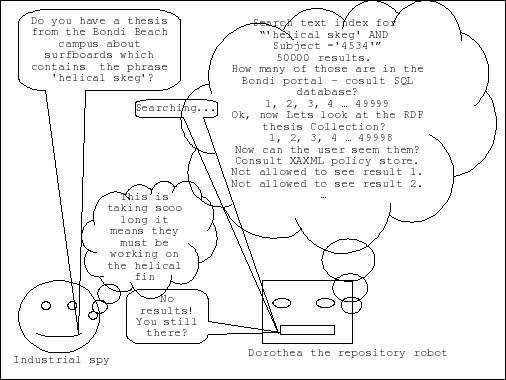 Do you have a thesis
from the Bondi Beach
campus about
surfboards which
contains the phrase
'helical skeg'?
Searching...
Search text index for
“'helical skeg' AND
Subject ='4534'”
50000 results.
How many of those are in the
Bondi portal – cosult SQL
database?
1, 2, 3, 4 … 49999
Ok, now Lets look at the RDF
thesis Collection?
1, 2, 3, 4 … 49998
Now can the user seem them?
Consult XAXML policy store.
Not allowed to see result 1.
Not allowed to see result 2.
…
This is
taking sooo
long it
means they
must be
working on
the helical
fin
No
results!
You still
there?
Industrial spy
Dorothea the repository robot